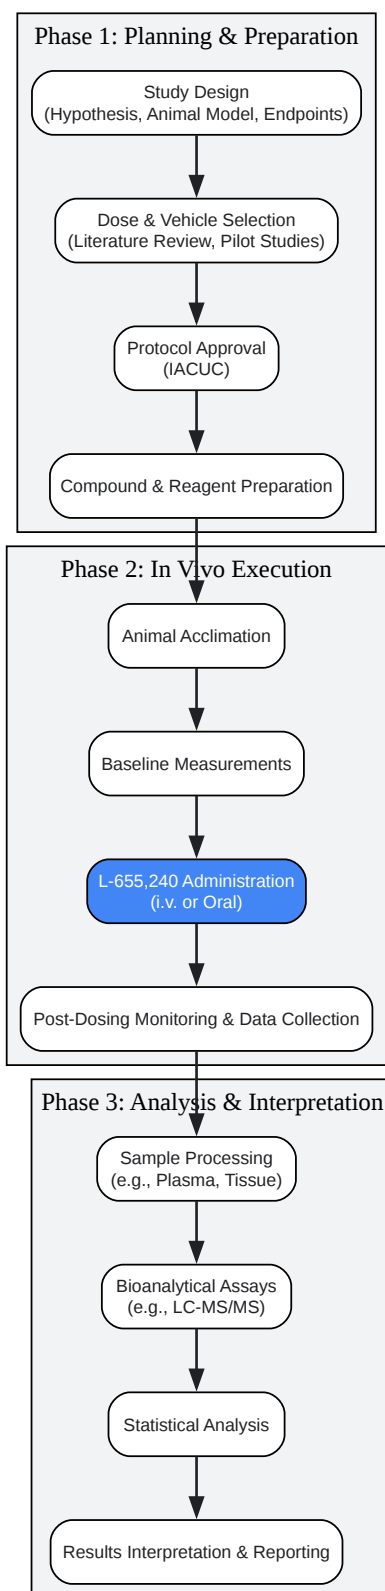 Phase 1: Planning & Preparation
Study Design
(Hypothesis, Animal Model, Endpoints)
Dose & Vehicle Selection
(Literature Review, Pilot Studies)
Protocol Approval
(IACUC)
Compound & Reagent Preparation
Phase 2: In Vivo Execution
Animal Acclimation
Baseline Measurements
L-655,240 Administration
(i.v. or Oral)
Post-Dosing Monitoring & Data Collection
Phase 3: Analysis & Interpretation
Sample Processing
(e.g., Plasma, Tissue)
Bioanalytical Assays
(e.g., LC-MS/MS)
Statistical Analysis
Results Interpretation & Reporting